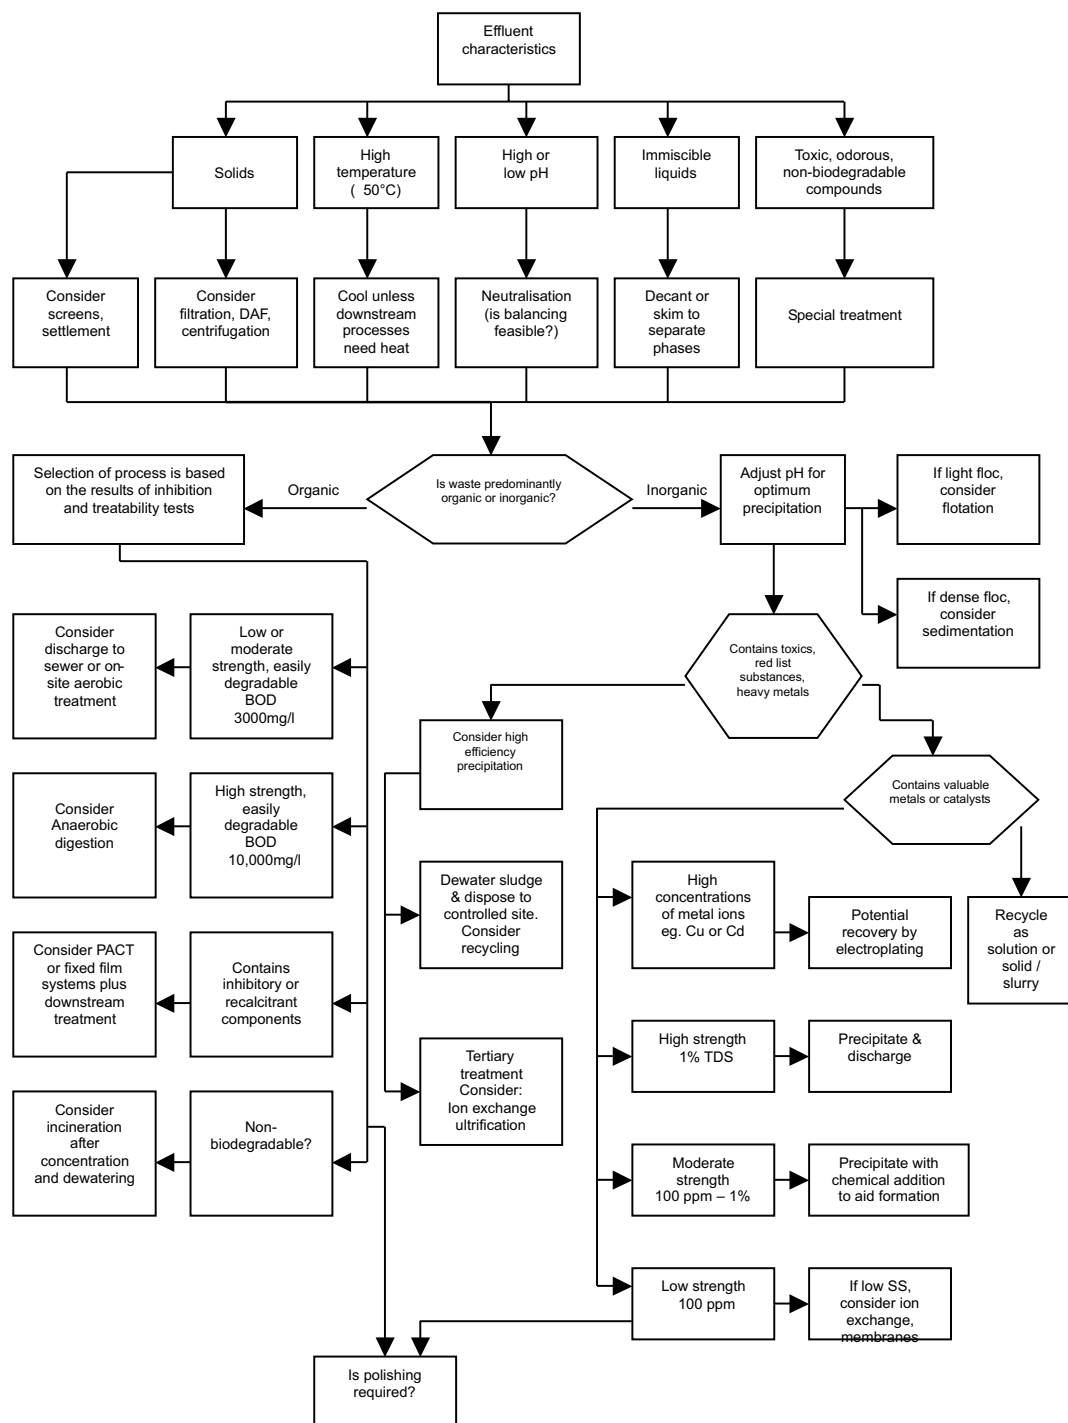 Effluent
characteristics
Solids
High
temperature
( 50°C)
High or
low pH
Immiscible
liquids
Toxic, odorous,
non-biodegradable
compounds
Consider
screens,
settlement
Consider
filtration, DAF,
centrifugation
Cool unless
downstream
processes
need heat
Neutralisation
(is balancing
feasible?)
Decant or
skim to
separate
phases
Special treatment
Selection of process is based
on the results of inhibition
and treatability tests
Organic
Is waste predominantly
organic or inorganic?
Inorganic
Adjust pH for
optimum
precipitation
If light floc,
consider
flotation
If dense floc,
consider
sedimentation
Consider
discharge to
sewer or on-
site aerobic
treatment
Low or
moderate
strength, easily
degradable
BOD
3000mg/l
Contains toxics,
red list
substances,
heavy metals
Consider high
efficiency
precipitation
Contains valuable
metals or catalysts
Consider
Anaerobic
digestion
High strength,
easily
degradable
BOD
10,000mg/l
Dewater sludge
& dispose to
controlled site.
Consider
recycling
High
concentrations
of metal ions
eg. Cu or Cd
Potential
recovery by
electroplating
Recycle
as
solution or
solid /
slurry
Consider PACT
or fixed film
systems plus
downstream
treatment
Contains
inhibitory or
recalcitrant
components
High strength
1% TDS
Precipitate &
discharge
Tertiary
treatment
Consider:
Ion exchange
ultrification
Consider
incineration
after
concentration
and dewatering
Non-
biodegradable?
Moderate
strength
100 ppm – 1%
Precipitate with
chemical addition
to aid formation
Low strength
100 ppm
If low SS,
consider ion
exchange,
membranes
Is polishing
required?